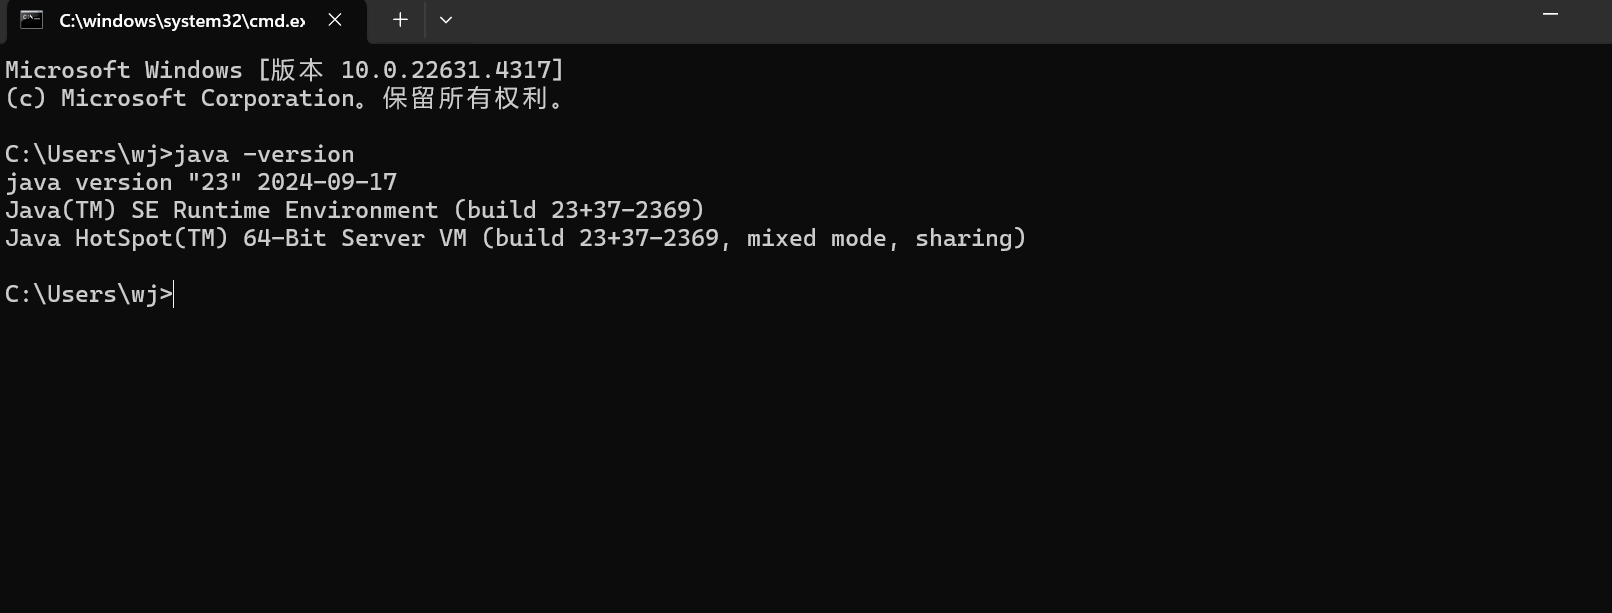 C:\windows\system32\cmd.ex
Microsoft Windows [版本 10.0.22631.4317]
(c) Microsoft Corporation。保留所有权利。
C:\Users\wj>java -version
java version "23" 2024-09-17
Java(TM) SE Runtime Environment (build 23+37-2369)
Java HotSpot(TM) 64-Bit Server VM (build 23+37-2369, mixed mode, sharing)
C:\Users\wj>